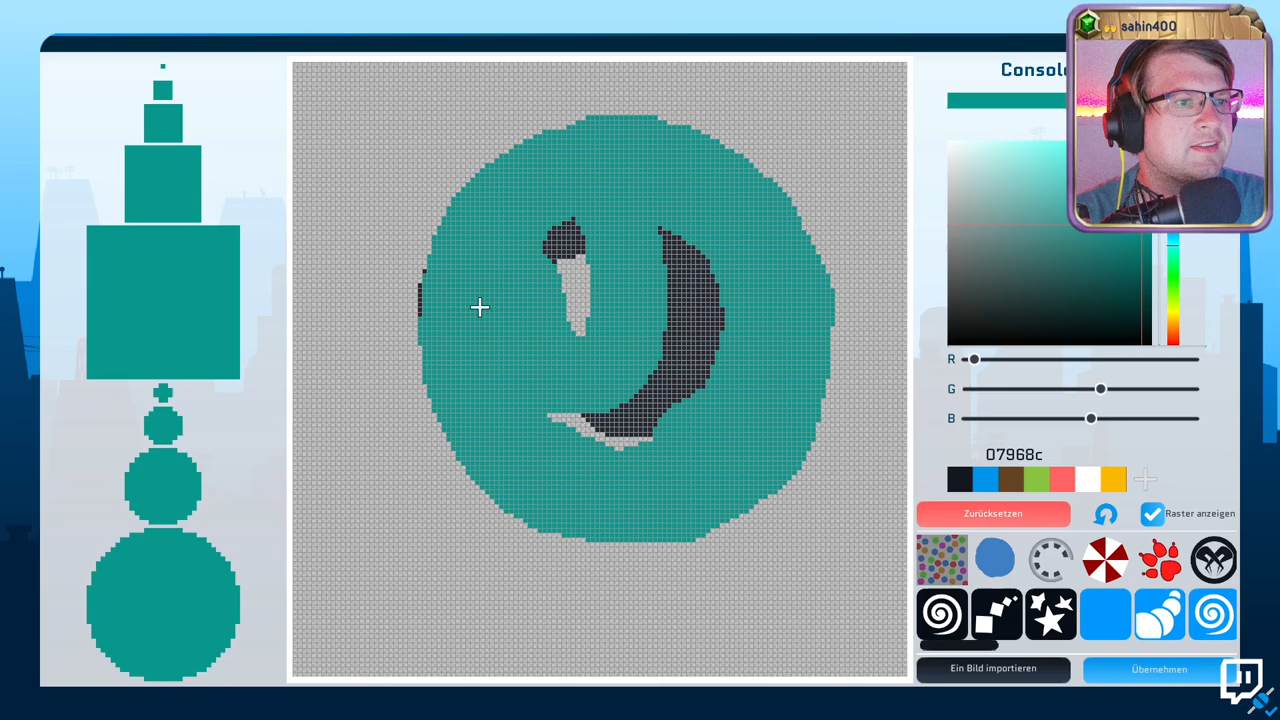 sahin400
Consol
R
G
B
07968c
Zurücksetzen
Raster anzeigen
Ein Bild importieren
Übernehmen